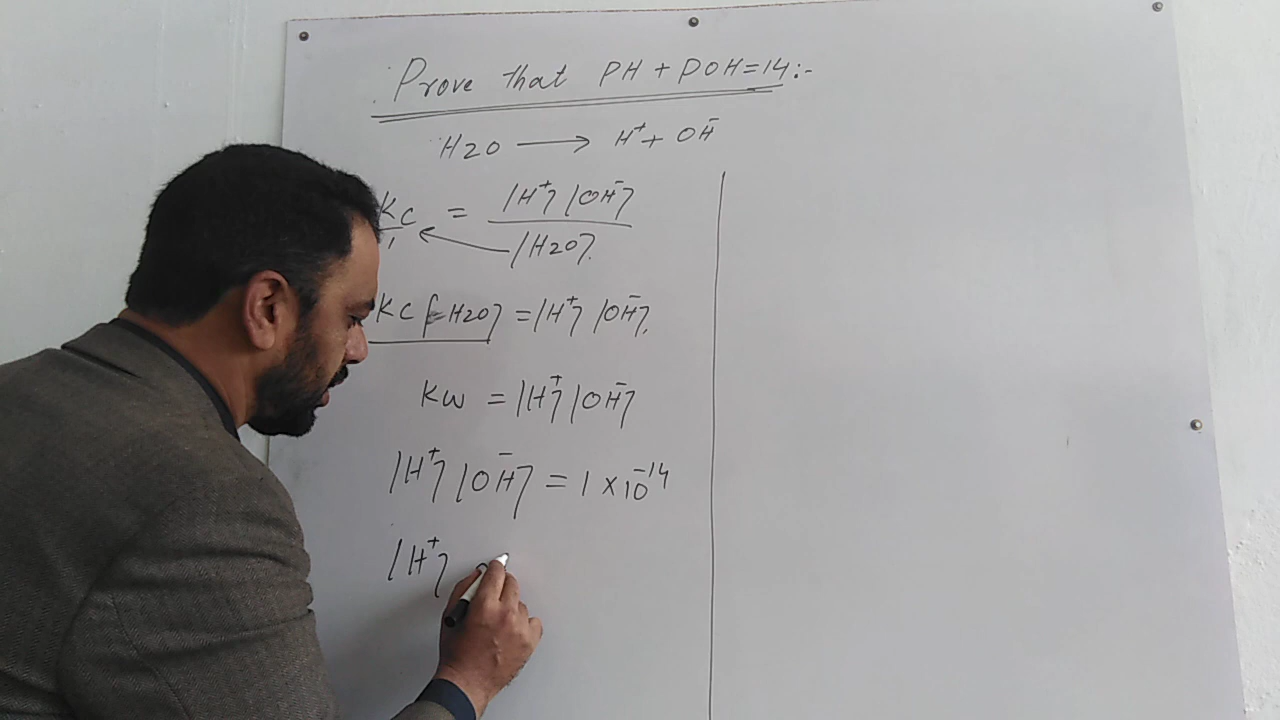 Prove that PH + POH=14:-
H2O ⟶ H⁺ + OH⁻
KC/1 = [H⁺] [OH⁻] / [H2O].
KC [H2O] = [H⁺] [OH⁻].
KW = [H⁺] [OH⁻]
[H⁺] [OH⁻] = 1 × 10⁻¹⁴
[H⁺]